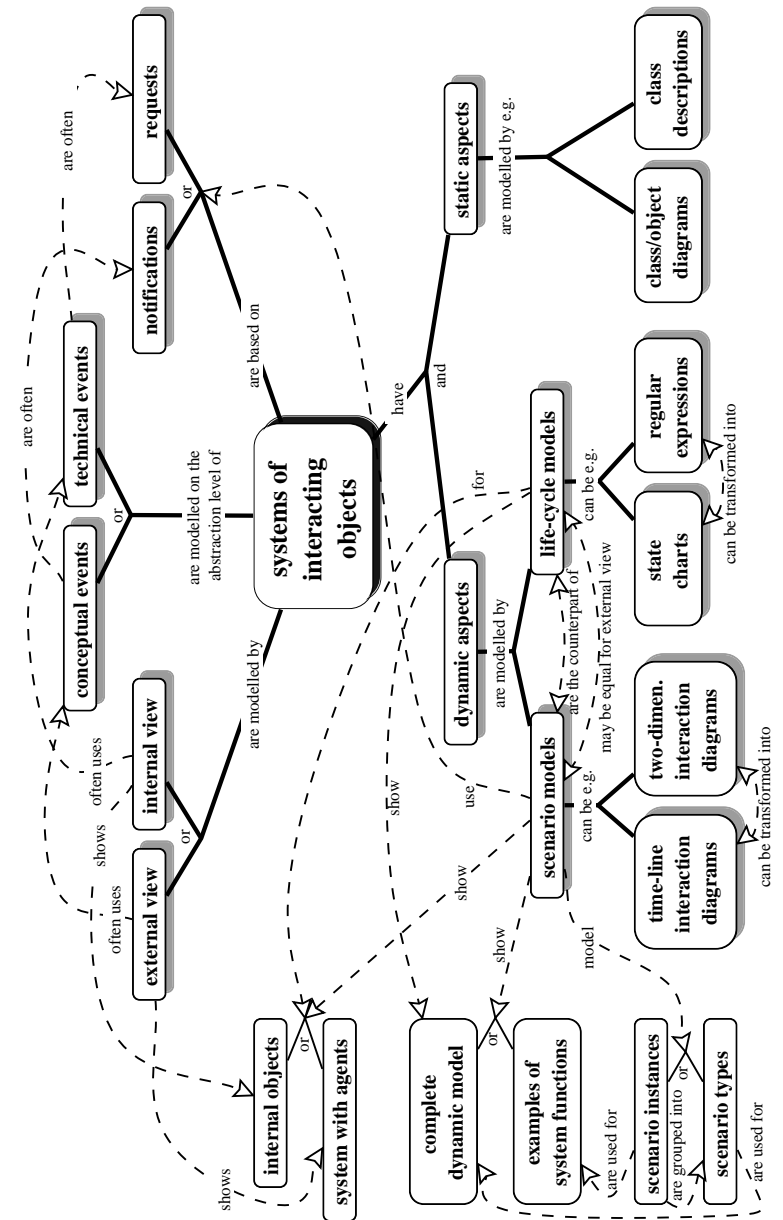 are often
are often
conceptual events
technical events
shows
often uses
often uses
or
external view
internal view
notifications
requests
or
or
are modelled on the
abstraction level of
shows
are modelled by
are based on
internal objects
systems of
interacting
objects
or
system with agents
show
have
complete
dynamic model
and
show
dynamic aspects
static aspects
use
for
or
show
are modelled by
are modelled by e.g.
examples of
system functions
scenario models
life-cycle models
are the counterpart of
model
can be e.g.
can be e.g.
may be equal for external view
are used for
scenario instances
time-line
interaction
diagrams
two-dimen.
interaction
diagrams
state
charts
regular
expressions
class/object
diagrams
class
descriptions
are grouped into
or
scenario types
can be transformed into
are used for
can be transformed into